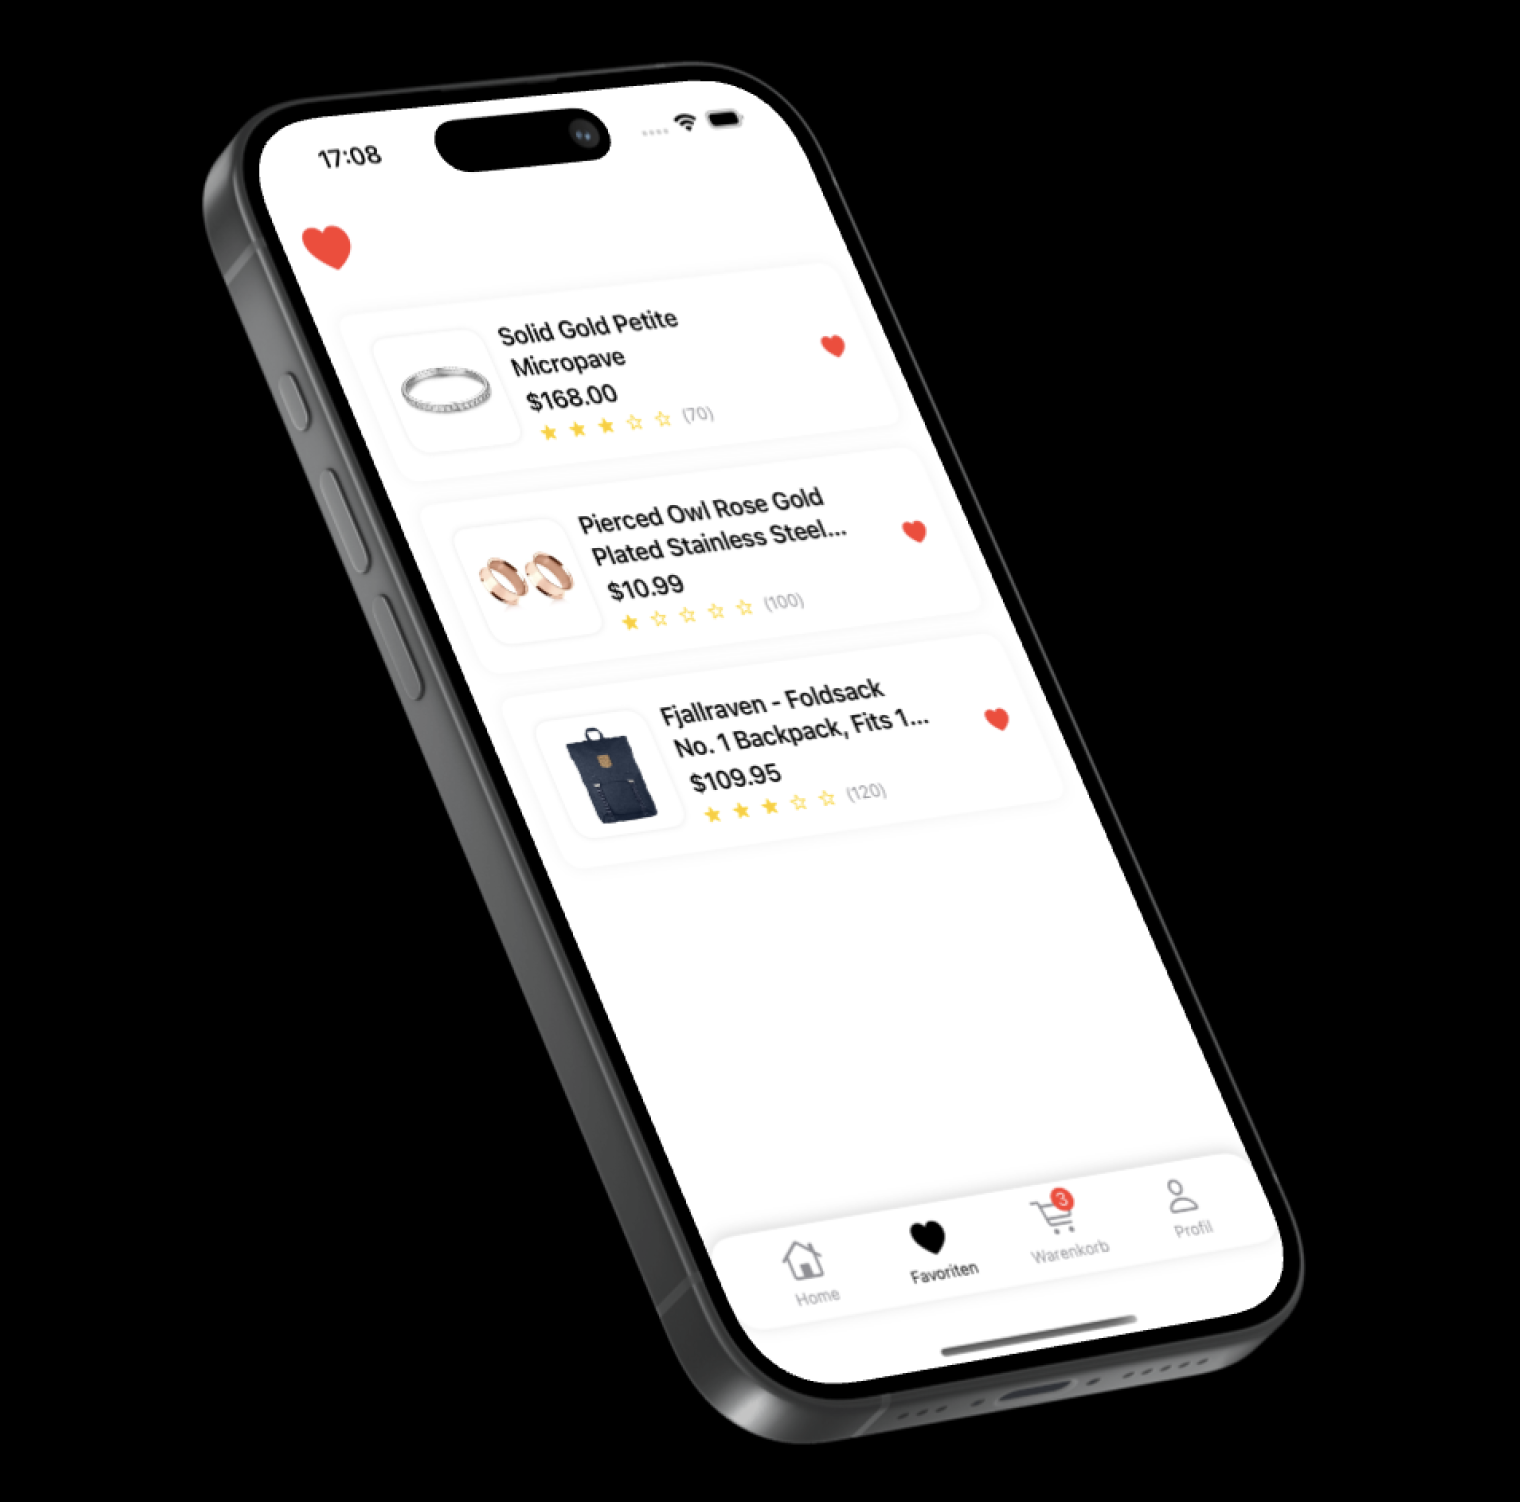 17:08
Solid Gold Petite
Micropave
$168.00
(70)
Pierced Owl Rose Gold
Plated Stainless Steel...
$10.99
(100)
Fjallraven - Foldsack
No. 1 Backpack, Fits 1...
$109.95
(120)
3
Home
Favoriten
Warenkorb
Profil